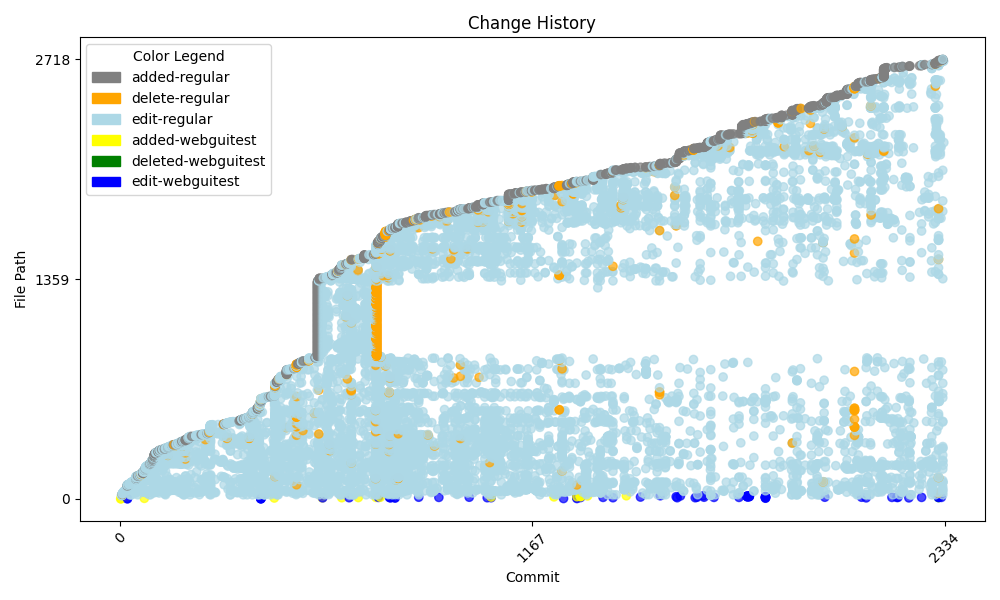 Change History
Color Legend
added-regular
delete-regular
edit-regular
added-webguitest
deleted-webguitest
edit-webguitest
File Path
2718
1359
0
0
1167
2334
Commit